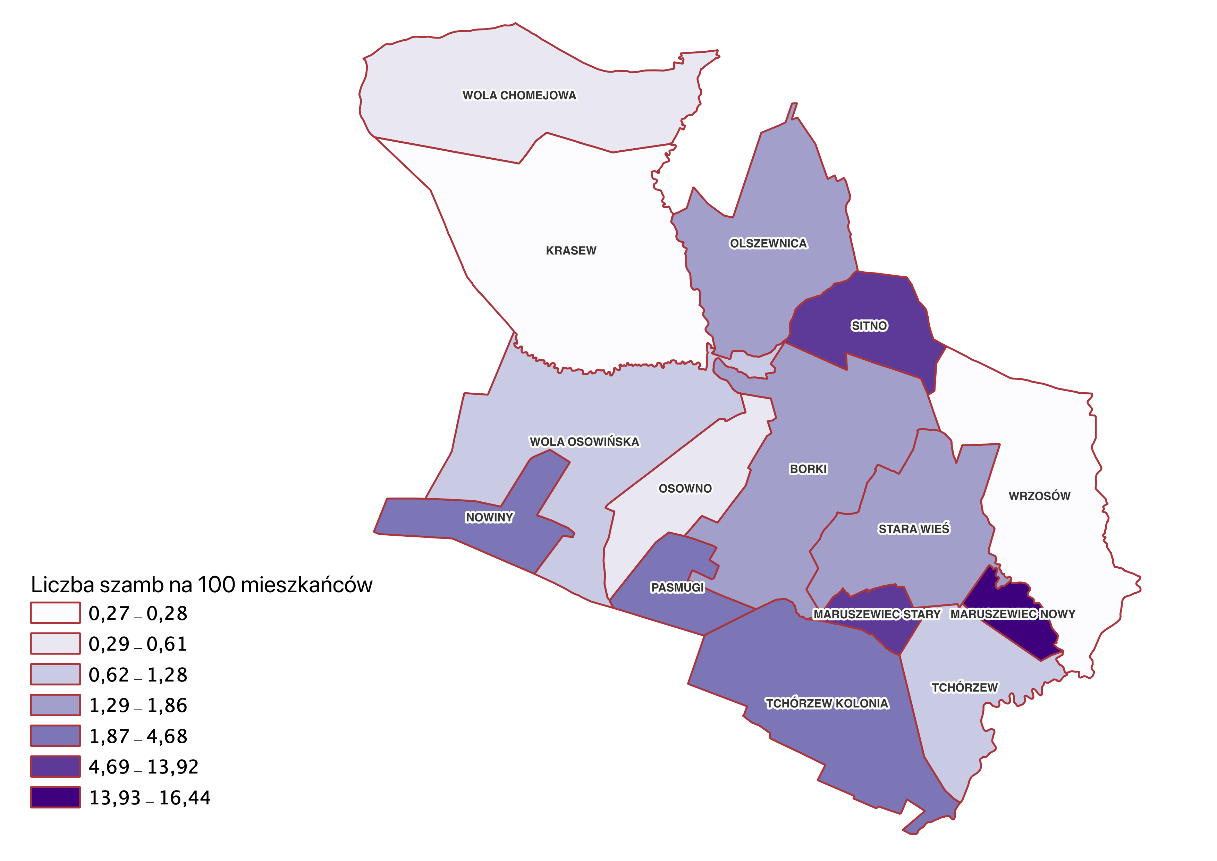 WOLA CHOMEJOWA
OLSZEWNICA
KRASEW
SITNO
WOLA OSOWIŃSKA
BORKI
OSOWNO
WRZOSÓW
NOWINY
STARA WIEŚ
PASMUGI
MARUSZEWIEC STARY
MARUSZEWIEC NOWY
TCHÓRZEW
TCHÓRZEW KOLONIA
Liczba szamb na 100 mieszkańców
0,27 – 0,28
0,29 – 0,61
0,62 – 1,28
1,29 – 1,86
1,87 – 4,68
4,69 – 13,92
13,93 – 16,44